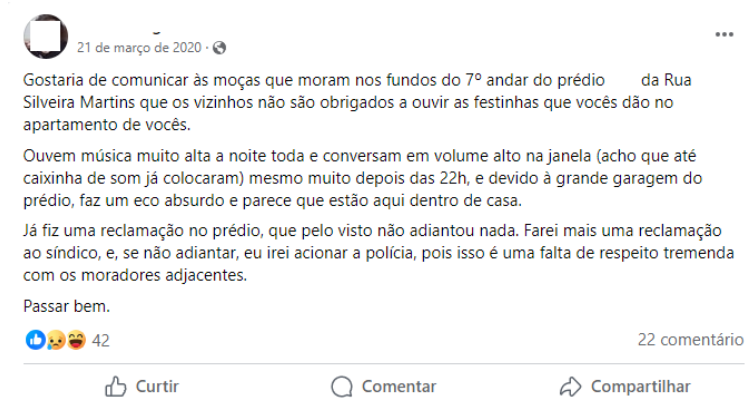 21 de março de 2020 ·
Gostaria de comunicar às moças que moram nos fundos do 7º andar do prédio da Rua
Silveira Martins que os vizinhos não são obrigados a ouvir as festinhas que vocês dão no
apartamento de vocês.
Ouvem música muito alta a noite toda e conversam em volume alto na janela (acho que até
caixinha de som já colocaram) mesmo muito depois das 22h, e devido à grande garagem do
prédio, faz um eco absurdo e parece que estão aqui dentro de casa.
Já fiz uma reclamação no prédio, que pelo visto não adiantou nada. Farei mais uma reclamação
ao síndico, e, se não adiantar, eu irei acionar a polícia, pois isso é uma falta de respeito tremenda
com os moradores adjacentes.
Passar bem.
42 22 comentário
Curtir Comentar Compartilhar